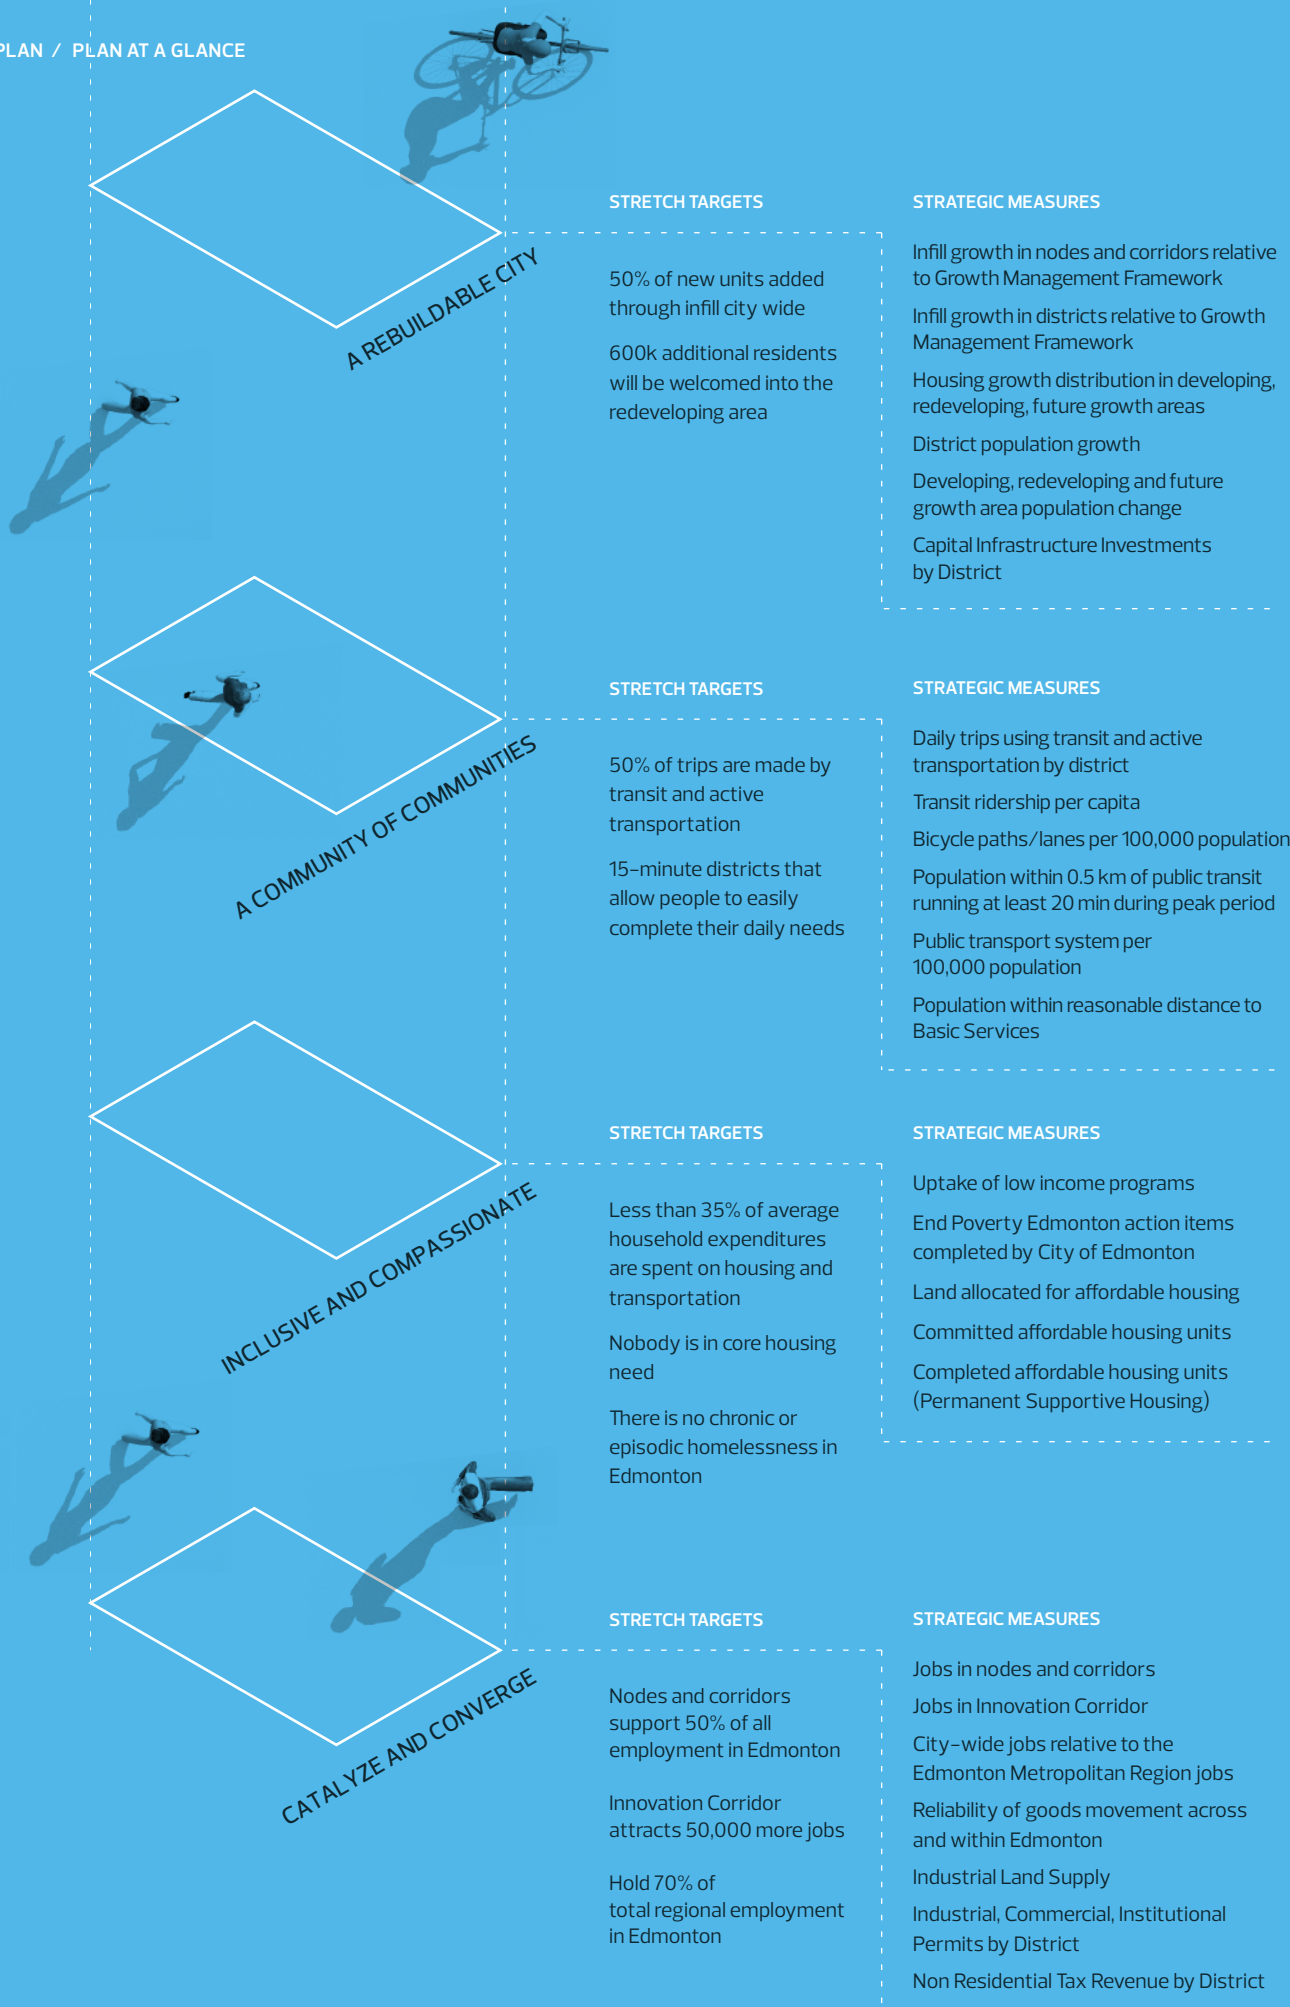 PLAN / PLAN AT A GLANCE
A REBUILDABLE CITY
STRETCH TARGETS
50% of new units added
through infill city wide
600k additional residents
will be welcomed into the
redeveloping area
STRATEGIC MEASURES
Infill growth in nodes and corridors relative
to Growth Management Framework
Infill growth in districts relative to Growth
Management Framework
Housing growth distribution in developing,
redeveloping, future growth areas
District population growth
Developing, redeveloping and future
growth area population change
Capital Infrastructure Investments
by District
A COMMUNITY OF COMMUNITIES
STRETCH TARGETS
50% of trips are made by
transit and active
transportation
15-minute districts that
allow people to easily
complete their daily needs
STRATEGIC MEASURES
Daily trips using transit and active
transportation by district
Transit ridership per capita
Bicycle paths/lanes per 100,000 population
Population within 0.5 km of public transit
running at least 20 min during peak period
Public transport system per
100,000 population
Population within reasonable distance to
Basic Services
INCLUSIVE AND COMPASSIONATE
STRETCH TARGETS
Less than 35% of average
household expenditures
are spent on housing and
transportation
Nobody is in core housing
need
There is no chronic or
episodic homelessness in
Edmonton
STRATEGIC MEASURES
Uptake of low income programs
End Poverty Edmonton action items
completed by City of Edmonton
Land allocated for affordable housing
Committed affordable housing units
Completed affordable housing units
(Permanent Supportive Housing)
CATALYZE AND CONVERGE
STRETCH TARGETS
Nodes and corridors
support 50% of all
employment in Edmonton
Innovation Corridor
attracts 50,000 more jobs
Hold 70% of
total regional employment
in Edmonton
STRATEGIC MEASURES
Jobs in nodes and corridors
Jobs in Innovation Corridor
City-wide jobs relative to the
Edmonton Metropolitan Region jobs
Reliability of goods movement across
and within Edmonton
Industrial Land Supply
Industrial, Commercial, Institutional
Permits by District
Non Residential Tax Revenue by District